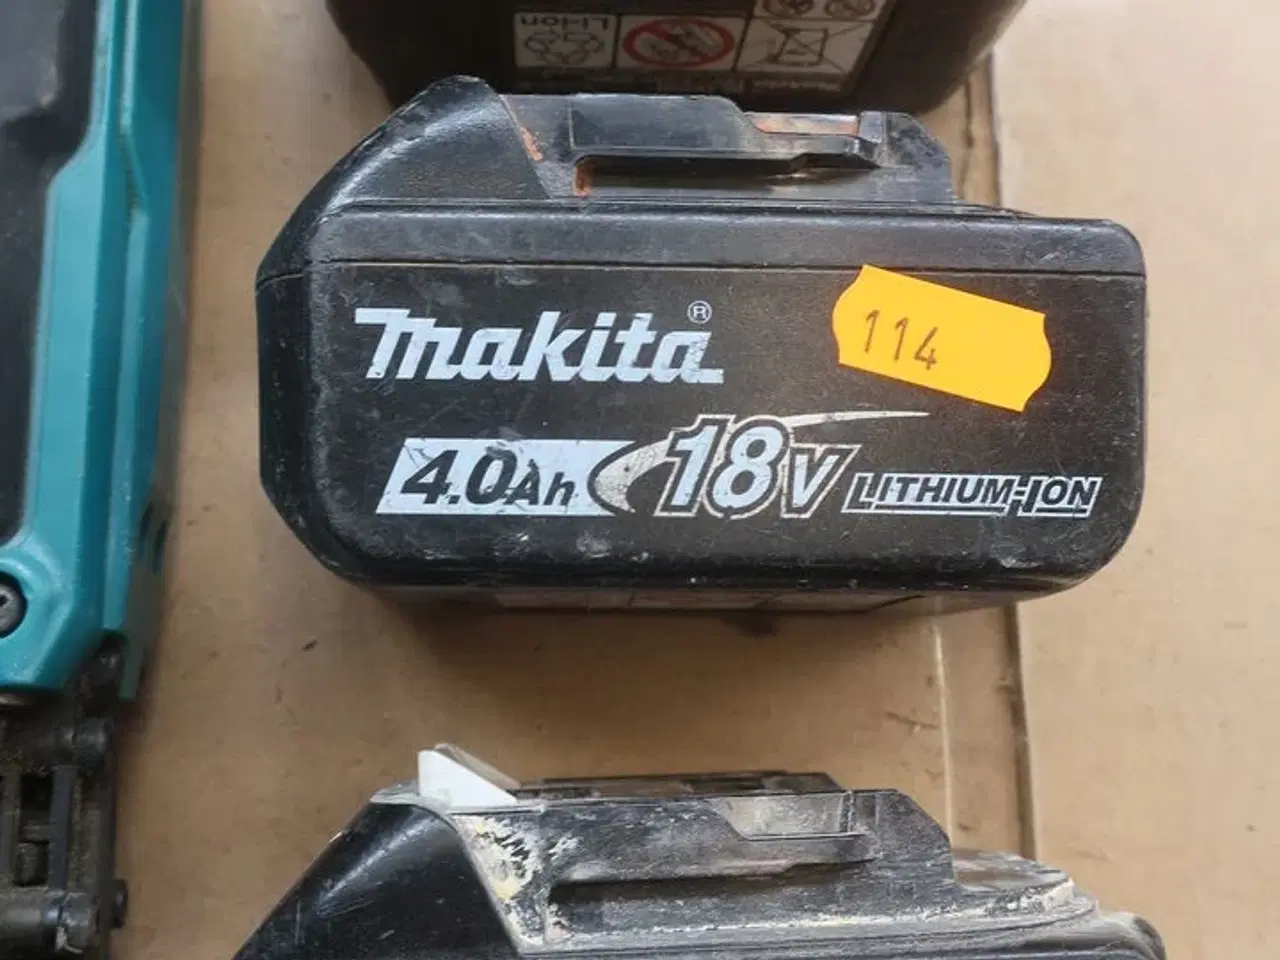 Li-ion
makita®
114
4.0Ah 18V LITHIUM-ION